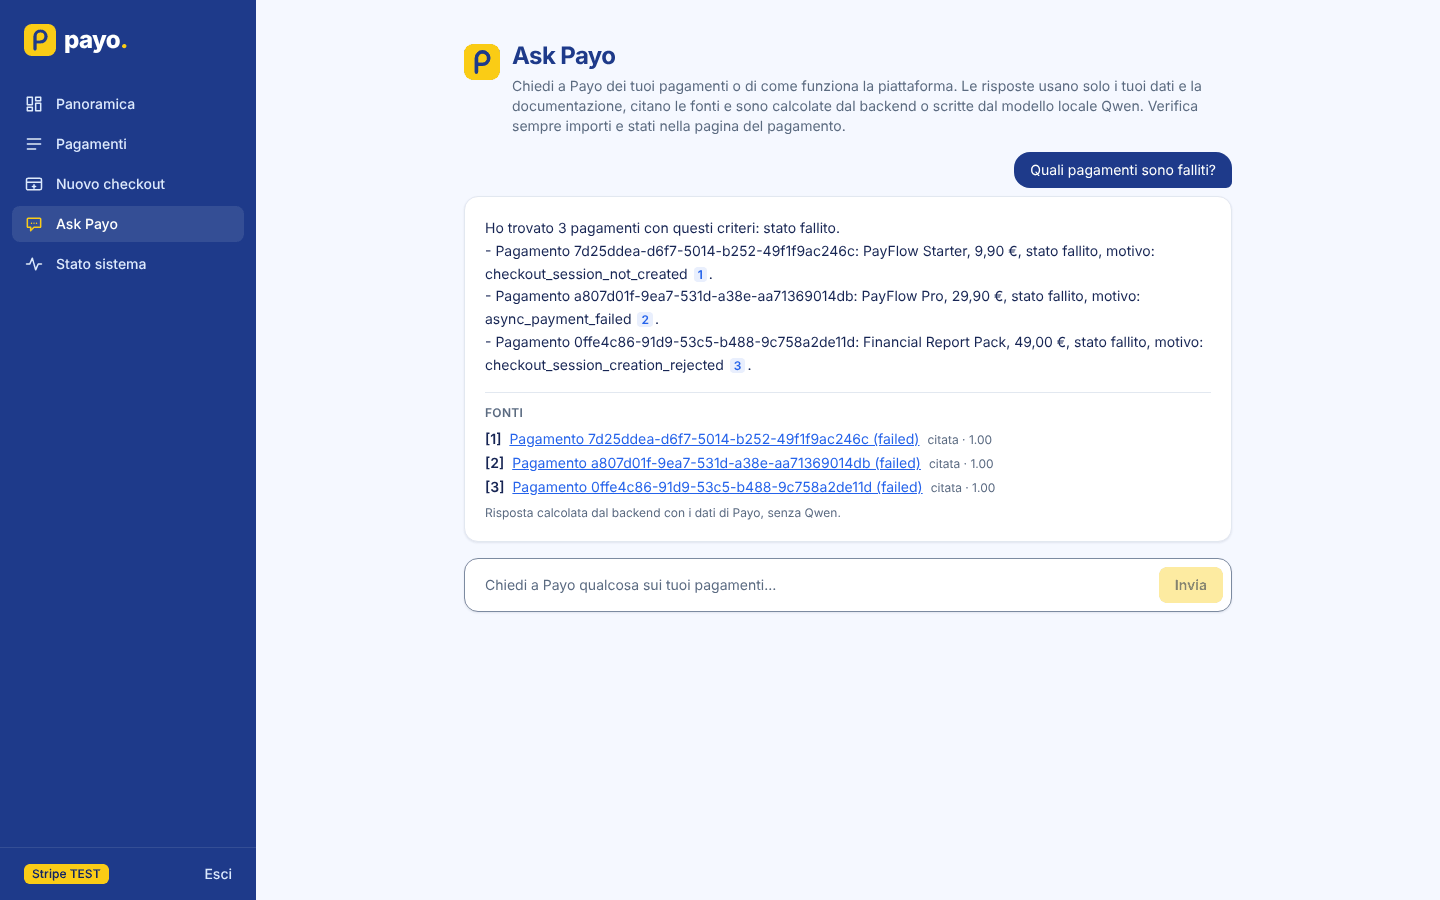 payo.
Panoramica
Pagamenti
Nuovo checkout
Ask Payo
Stato sistema
Stripe TEST
Esci
Ask Payo
Chiedi a Payo dei tuoi pagamenti o di come funziona la piattaforma. Le risposte usano solo i tuoi dati e la
documentazione, citano le fonti e sono calcolate dal backend o scritte dal modello locale Qwen. Verifica
sempre importi e stati nella pagina del pagamento.
Quali pagamenti sono falliti?
Ho trovato 3 pagamenti con questi criteri: stato fallito.
- Pagamento 7d25ddea-d6f7-5014-b252-49f1f9ac246c: PayFlow Starter, 9,90 €, stato fallito, motivo:
checkout_session_not_created 1 .
- Pagamento a807d01f-9ea7-531d-a38e-aa71369014db: PayFlow Pro, 29,90 €, stato fallito, motivo:
async_payment_failed 2 .
- Pagamento 0ffe4c86-91d9-53c5-b488-9c758a2de11d: Financial Report Pack, 49,00 €, stato fallito, motivo:
checkout_session_creation_rejected 3 .
FONTI
[1] Pagamento 7d25ddea-d6f7-5014-b252-49f1f9ac246c (failed) citata · 1.00
[2] Pagamento a807d01f-9ea7-531d-a38e-aa71369014db (failed) citata · 1.00
[3] Pagamento 0ffe4c86-91d9-53c5-b488-9c758a2de11d (failed) citata · 1.00
Risposta calcolata dal backend con i dati di Payo, senza Qwen.
Chiedi a Payo qualcosa sui tuoi pagamenti...
Invia